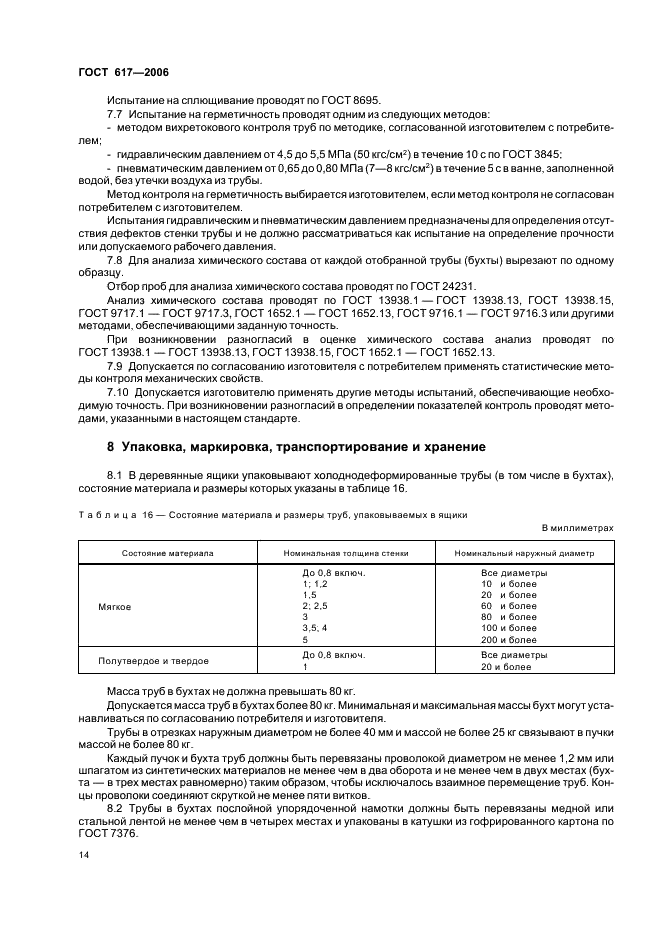 ГОСТ 617—2006
Испытание на сплющивание проводят по ГОСТ 8695.
7.7 Испытание на герметичность проводят одним из следующих методов:
- методом вихретокового контроля труб по методике, согласованной изготовителем с потребите-
лем;
- гидравлическим давлением от 4,5 до 5,5 МПа (50 кгс/см²) в течение 10 с по ГОСТ 3845;
- пневматическим давлением от 0,65 до 0,80 МПа (7—8 кгс/см²) в течение 5 с в ванне, заполненной
водой, без утечки воздуха из трубы.
Метод контроля на герметичность выбирается изготовителем, если метод контроля не согласован
потребителем с изготовителем.
Испытания гидравлическим и пневматическим давлением предназначены для определения отсут-
ствия дефектов стенки трубы и не должно рассматриваться как испытание на определение прочности
или допускаемого рабочего давления.
7.8 Для анализа химического состава от каждой отобранной трубы (бухты) вырезают по одному
образцу.
Отбор проб для анализа химического состава проводят по ГОСТ 24231.
Анализ химического состава проводят по ГОСТ 13938.1 — ГОСТ 13938.13, ГОСТ 13938.15,
ГОСТ 9717.1 — ГОСТ 9717.3, ГОСТ 1652.1 — ГОСТ 1652.13, ГОСТ 9716.1 — ГОСТ 9716.3 или другими
методами, обеспечивающими заданную точность.
При возникновении разногласий в оценке химического состава анализ проводят по
ГОСТ 13938.1 — ГОСТ 13938.13, ГОСТ 13938.15, ГОСТ 1652.1 — ГОСТ 1652.13.
7.9 Допускается по согласованию изготовителя с потребителем применять статистические мето-
ды контроля механических свойств.
7.10 Допускается изготовителю применять другие методы испытаний, обеспечивающие необхо-
димую точность. При возникновении разногласий в определении показателей контроль проводят мето-
дами, указанными в настоящем стандарте.
8 Упаковка, маркировка, транспортирование и хранение
8.1 В деревянные ящики упаковывают холоднодеформированные трубы (в том числе в бухтах),
состояние материала и размеры которых указаны в таблице 16.
Таблица 16 — Состояние материала и размеры труб, упаковываемых в ящики
В миллиметрах
Состояние материала Номинальная толщина стенки Номинальный наружный диаметр
До 0,8 включ. Все диаметры
1; 1,2 10 и более
1,5 20 и более
Мягкое 2; 2,5 60 и более
3 80 и более
3,5; 4 100 и более
5 200 и более
Полутвердое и твердое До 0,8 включ. Все диаметры
1 20 и более
Масса труб в бухтах не должна превышать 80 кг.
Допускается масса труб в бухтах более 80 кг. Минимальная и максимальная массы бухт могут уста-
навливаться по согласованию потребителя и изготовителя.
Трубы в отрезках наружным диаметром не более 40 мм и массой не более 25 кг связывают в пучки
массой не более 80 кг.
Каждый пучок и бухта труб должны быть перевязаны проволокой диаметром не менее 1,2 мм или
шпагатом из синтетических материалов не менее чем в два оборота и не менее чем в двух местах (бух-
та — в трех местах равномерно) таким образом, чтобы исключалось взаимное перемещение труб. Кон-
цы проволоки соединяют скруткой не менее пяти витков.
8.2 Трубы в бухтах послойной упорядоченной намотки должны быть перевязаны медной или
стальной лентой не менее чем в четырех местах и упакованы в катушки из гофрированного картона по
ГОСТ 7376.
14